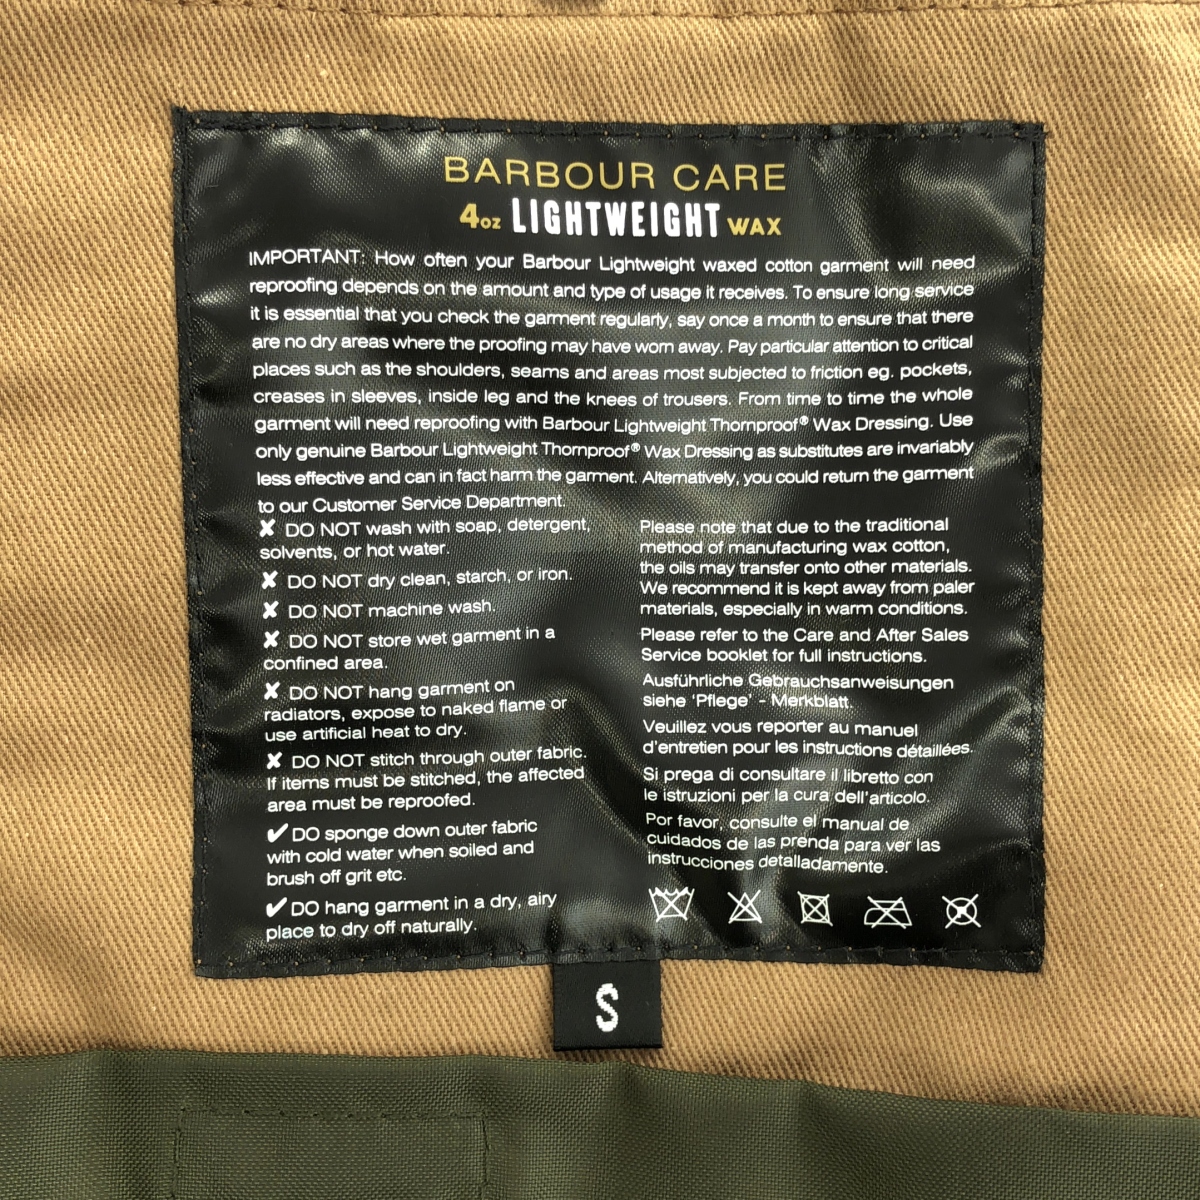 BARBOUR CARE
4oz LIGHTWEIGHT WAX
IMPORTANT: How often your Barbour Lightweight waxed cotton garment will need
reproofing depends on the amount and type of usage it receives. To ensure long service
it is essential that you check the garment regularly, say once a month to ensure that there
are no dry areas where the proofing may have worn away. Pay particular attention to critical
places such as the shoulders, seams and areas most subjected to friction eg. pockets,
creases in sleeves, inside leg and the knees of trousers. From time to time the whole
garment will need reproofing with Barbour Lightweight Thornproof® Wax Dressing. Use
only genuine Barbour Lightweight Thornproof® Wax Dressing as substitutes are invariably
less effective and can in fact harm the garment. Alternatively, you could return the garment
to our Customer Service Department.
✘ DO NOT wash with soap, detergent,
solvents, or hot water.
✘ DO NOT dry clean, starch, or iron.
✘ DO NOT machine wash.
✘ DO NOT store wet garment in a
confined area.
✘ DO NOT hang garment on
radiators, expose to naked flame or
use artificial heat to dry.
✘ DO NOT stitch through outer fabric.
If items must be stitched, the affected
area must be reproofed.
✔ DO sponge down outer fabric
with cold water when soiled and
brush off grit etc.
✔ DO hang garment in a dry, airy
place to dry off naturally.
Please note that due to the traditional
method of manufacturing wax cotton,
the oils may transfer onto other materials.
We recommend it is kept away from paler
materials, especially in warm conditions.
Please refer to the Care and After Sales
Service booklet for full instructions.
Ausführliche Gebrauchsanweisungen
siehe 'Pflege' - Merkblatt.
Veuillez vous reporter au manuel
d'entretien pour les instructions détaillées.
Si prega di consultare il libretto con
le istruzioni per la cura dell'articolo.
Por favor, consulte el manual de
cuidados de las prenda para ver las
instrucciones detalladamente.
S